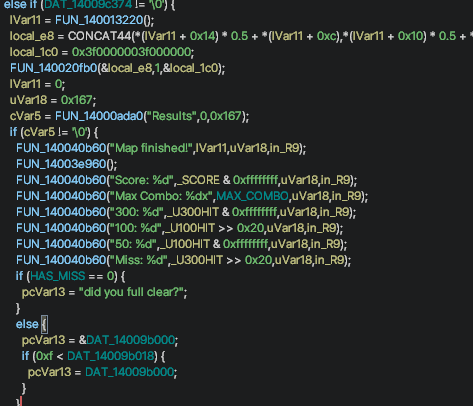 else if (DAT_14009c374 != '\0') {
lVar11 = FUN_140013220();
local_e8 = CONCAT44(*(lVar11 + 0x14) * 0.5 + *(lVar11 + 0xc),*(lVar11 + 0x10) * 0.5 + *
local_1c0 = 0x3f0000003f000000;
FUN_140020fb0(&local_e8,1,&local_1c0);
lVar11 = 0;
uVar18 = 0x167;
cVar5 = FUN_14000ada0("Results",0,0x167);
if (cVar5 != '\0') {
FUN_140040b60("Map finished!",lVar11,uVar18,in_R9);
FUN_14003e960();
FUN_140040b60("Score: %d",_SCORE & 0xffffffff,uVar18,in_R9);
FUN_140040b60("Max Combo: %dx",MAX_COMBO,uVar18,in_R9);
FUN_140040b60("300: %d",_U300HIT & 0xffffffff,uVar18,in_R9);
FUN_140040b60("100: %d",_U100HIT >> 0x20,uVar18,in_R9);
FUN_140040b60("50: %d",_U100HIT & 0xffffffff,uVar18,in_R9);
FUN_140040b60("Miss: %d",_U300HIT >> 0x20,uVar18,in_R9);
if (HAS_MISS == 0) {
pcVar13 = "did you full clear?";
}
else {
pcVar13 = &DAT_14009b000;
if (0xf < DAT_14009b018) {
pcVar13 = DAT_14009b000;
}
}